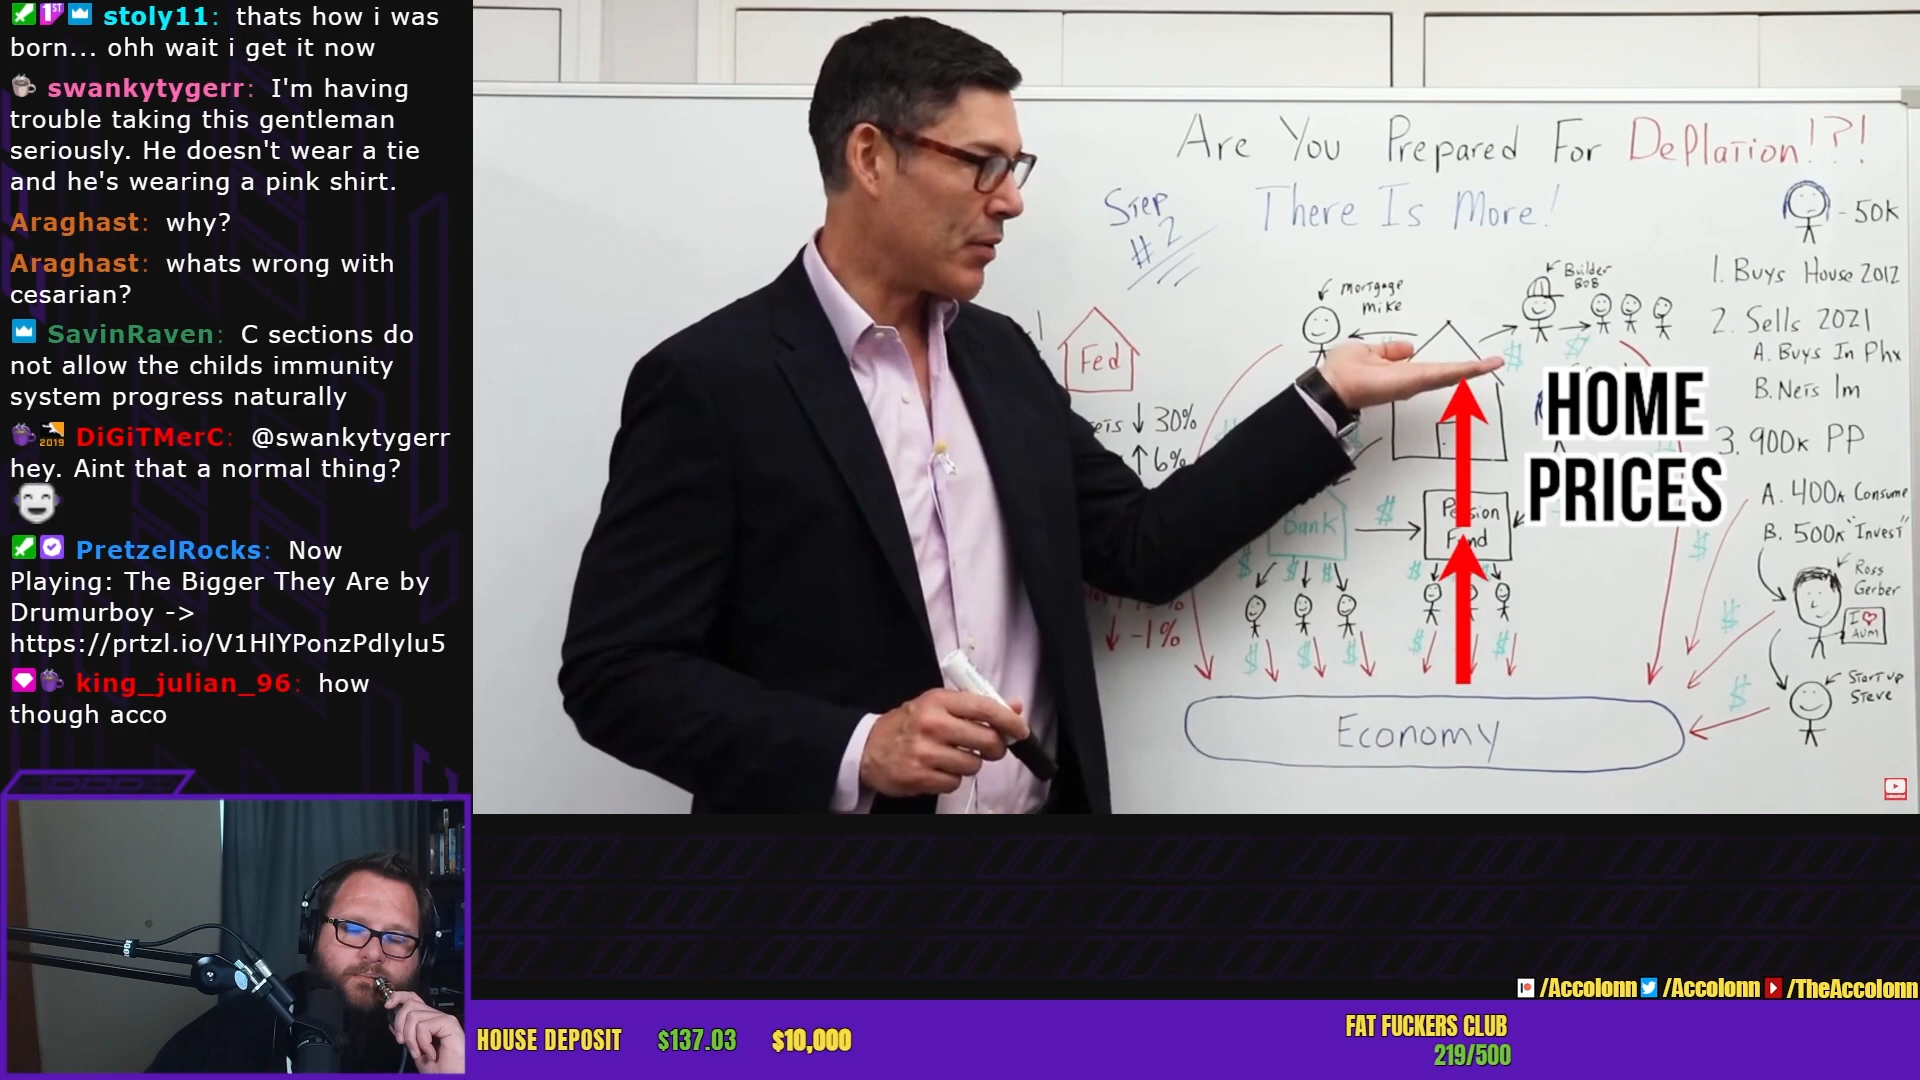 stoly11: thats how i was
born... ohh wait i get it now
swankytygerr: I'm having
trouble taking this gentleman
seriously. He doesn't wear a tie
and he's wearing a pink shirt.
Araghast: why?
Araghast: whats wrong with
cesarian?
SavinRaven: C sections do
not allow the childs immunity
system progress naturally
2019 DiGiTMerC: @swankytygerr
hey. Aint that a normal thing?
PretzelRocks: Now
Playing: The Bigger They Are by
Drumurboy ->
https://prtzl.io/V1HlYPonzPdlylu5
king_julian_96: how
though acco
Are You Prepared For Deflation!?!
Step
#2
There Is More!
- 50k
mortgage
mike
Builder
BOB
1. Buys House 2012
2. Sells 2021
A. Buys In Phx
B. Nets 1m
3. 900k PP
A. 400k Consume
B. 500k "Invest"
Fed
↓ 30%
↑ 6%
↓ -1%
HOME
PRICES
Bank
$
Pension
Fund
Ross
Gerber
I ♥
AUM
Startup
Steve
Economy
/Accolonn /Accolonn /TheAccolonn
HOUSE DEPOSIT $137.03 $10,000
FAT FUCKERS CLUB
219/500